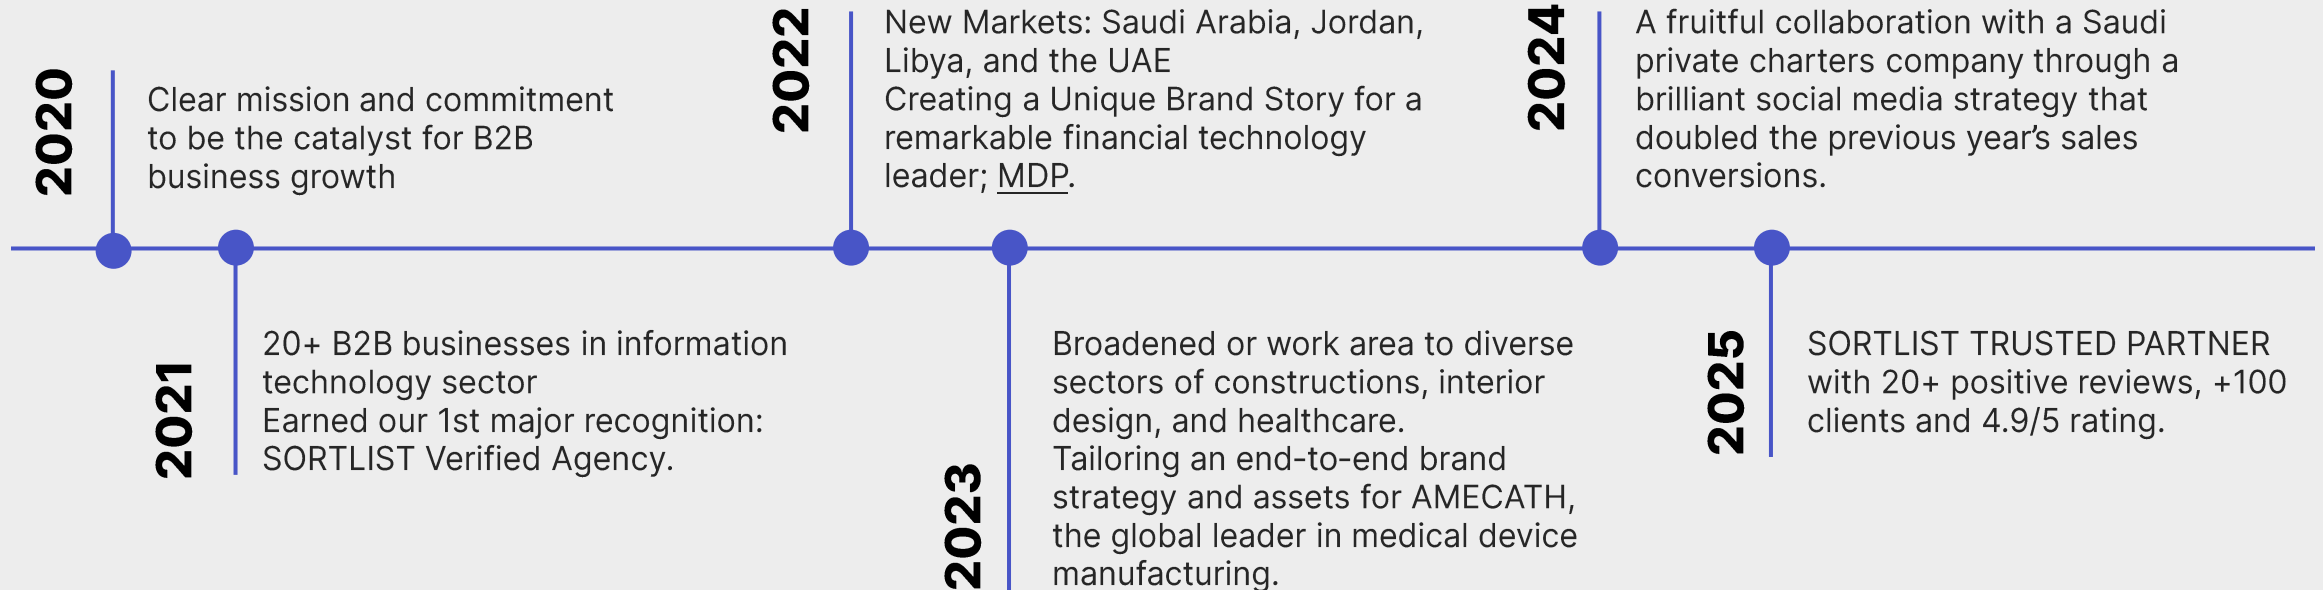 2020
Clear mission and commitment
to be the catalyst for B2B
business growth
2021
20+ B2B businesses in information
technology sector
Earned our 1st major recognition:
SORTLIST Verified Agency.
2022
New Markets: Saudi Arabia, Jordan,
Libya, and the UAE
Creating a Unique Brand Story for a
remarkable financial technology
leader; MDP.
2023
Broadened or work area to diverse
sectors of constructions, interior
design, and healthcare.
Tailoring an end-to-end brand
strategy and assets for AMECATH,
the global leader in medical device
manufacturing.
2024
A fruitful collaboration with a Saudi
private charters company through a
brilliant social media strategy that
doubled the previous year’s sales
conversions.
2025
SORTLIST TRUSTED PARTNER
with 20+ positive reviews, +100
clients and 4.9/5 rating.